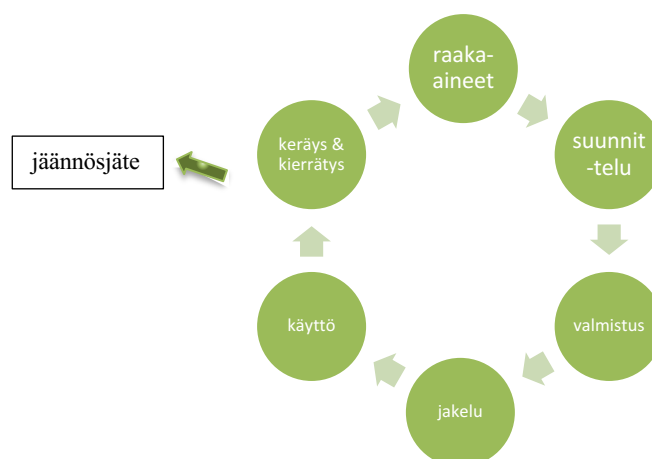 raaka-
aineet
suunnit
-telu
valmistus
jakelu
käyttö
keräys &
kierrätys
jäännösjäte